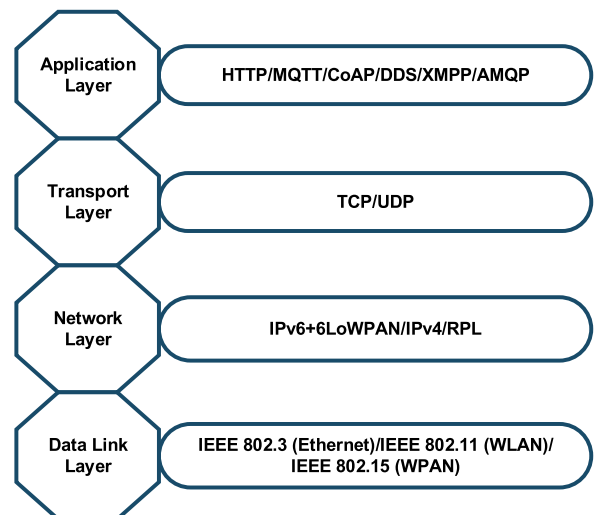 Application
Layer
HTTP/MQTT/CoAP/DDS/XMPP/AMQP
Transport
Layer
TCP/UDP
Network
Layer
IPv6+6LoWPAN/IPv4/RPL
Data Link
Layer
IEEE 802.3 (Ethernet)/IEEE 802.11 (WLAN)/
IEEE 802.15 (WPAN)